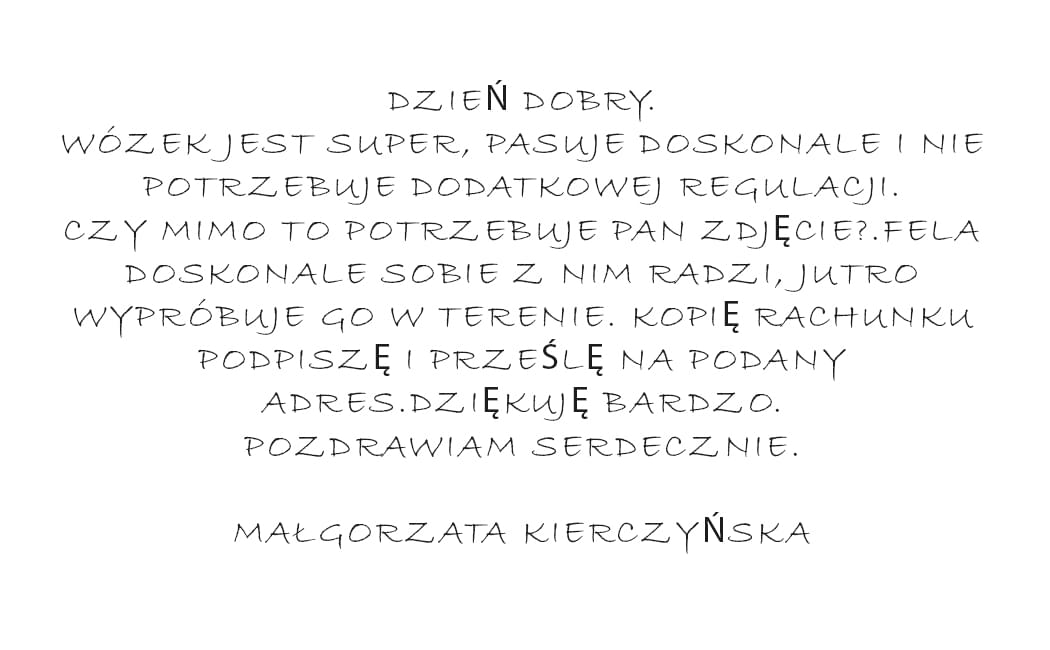 DZIEŃ DOBRY.
WÓZEK JEST SUPER, PASUJE DOSKONALE I NIE
POTRZEBUJE DODATKOWEJ REGULACJI.
CZY MIMO TO POTRZEBUJE PAN ZDJĘCIE?.FELA
DOSKONALE SOBIE Z NIM RADZI, JUTRO
WYPRÓBUJE GO W TERENIE. KOPIĘ RACHUNKU
PODPISZĘ I PRZEŚLĘ NA PODANY
ADRES.DZIĘKUJĘ BARDZO.
POZDRAWIAM SERDECZNIE.
MAŁGORZATA KIERCZYŃSKA